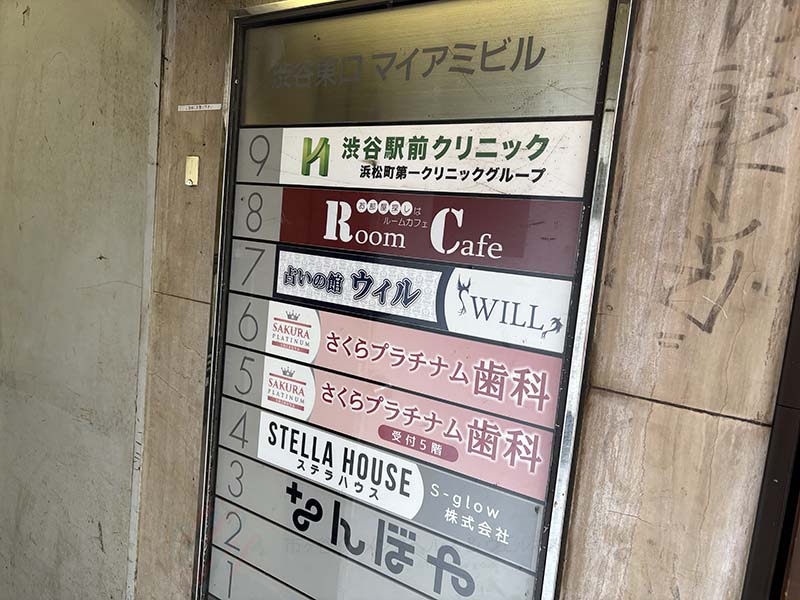 渋谷東口 マイアミビル
9
渋谷駅前クリニック
浜松町第一クリニックグループ
8
お部屋探しは
ルームカフェ
Room Cafe
7
占いの館 ウィル
WILL
6
SAKURA
PLATINUM
さくらプラチナム歯科
5
SAKURA
PLATINUM
さくらプラチナム歯科
受付5階
4
STELLA HOUSE
ステラハウス
S-glow
株式会社
3
なんぼや
2
1